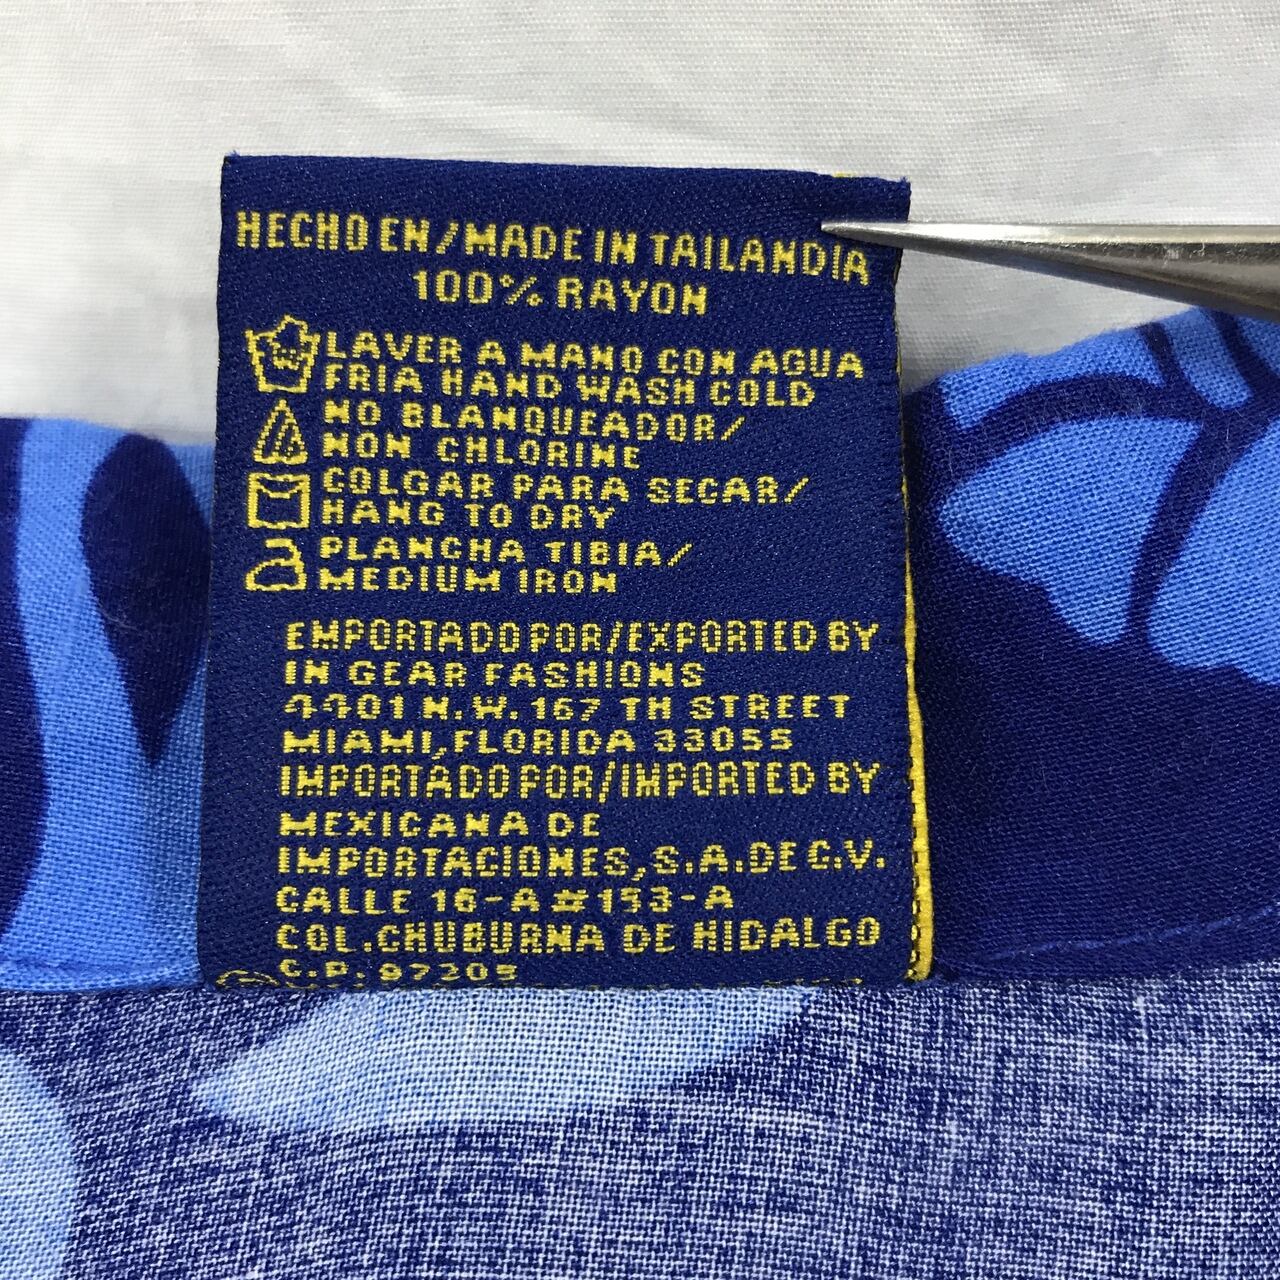 HECHO EN/MADE IN TAILANDIA
100% RAYON
LAVER A MANO CON AGUA
FRIA HAND WASH COLD
NO BLANQUEADOR/
NON CHLORINE
COLGAR PARA SECAR/
HANG TO DRY
PLANCHA TIBIA/
MEDIUM IRON
EMPORTADO POR/EXPORTED BY
IN GEAR FASHIONS
4401 N.W. 167 TH STREET
MIAMI, FLORIDA 33055
IMPORTADO POR/IMPORTED BY
MEXICANA DE
IMPORTACIONES, S.A. DE C.V.
CALLE 16-A #153-A
COL. CHUBURNA DE HIDALGO
C.P. 97205